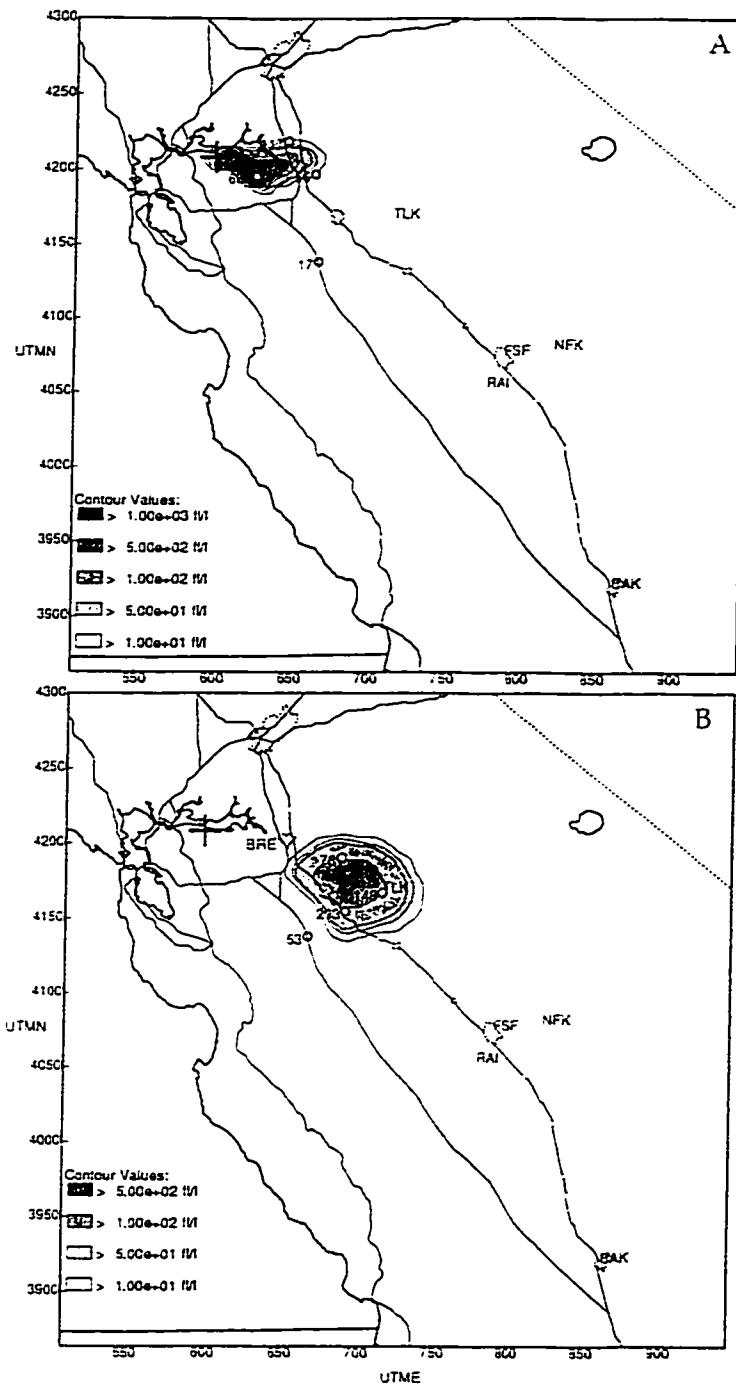 4300
A
4250
4200
4150
TLK
17
4100
UTMN
FSF NFK
4050
RAI
4000
Contour Values:
> 1.00e+03 f/l
3950
> 5.00e+02 f/l
> 1.00e+02 f/l
BAK
3900
> 5.00e+01 f/l
> 1.00e+01 f/l
550 600 650 700 750 800 850 900
4300
B
4250
4200
BRE
76
TLK
149
4150
53
4100
UTMN
FSF NFK
RAI
4050
4000
Contour Values:
> 5.00e+02 f/l
3950
> 1.00e+02 f/l
> 5.00e+01 f/l
BAK
3900
> 1.00e+01 f/l
550 600 650 700 750 800 850 900
UTME